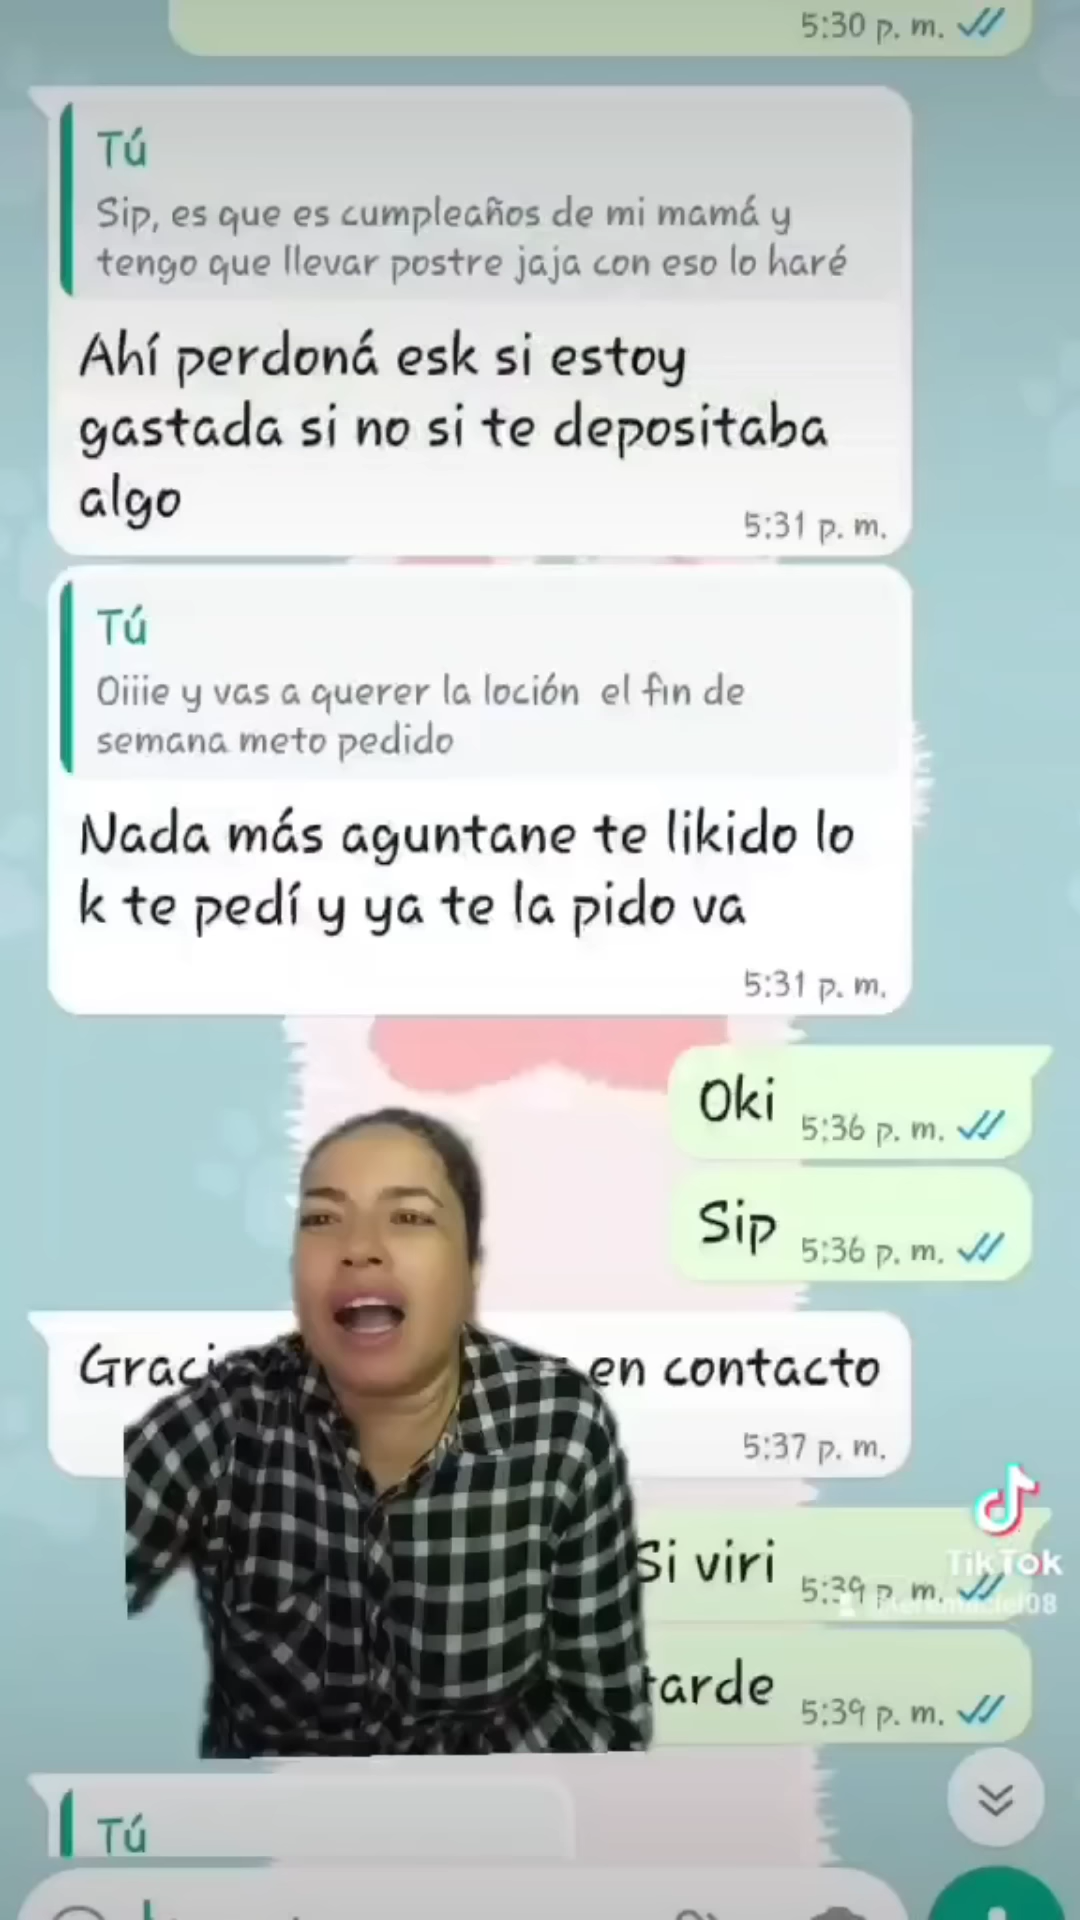 5:30 p. m.
Tú
Sip, es que es cumpleaños de mi mamá y
tengo que llevar postre jaja con eso lo haré
Ahí perdoná esk si estoy
gastada si no si te depositaba
algo
5:31 p. m.
Tú
Oiiie y vas a querer la loción el fin de
semana meto pedido
Nada más aguntane te likido lo
k te pedí y ya te la pido va
5:31 p. m.
Oki
5:36 p. m.
Sip
5:36 p. m.
en contacto
5:37 p. m.
Si viri
5:39 p. m.
TikTok
tarde
5:39 p. m.
Tú